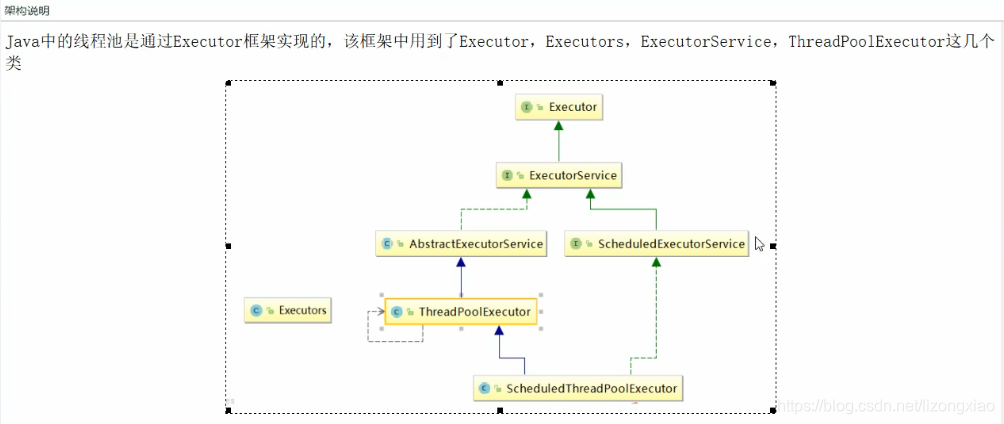 架构说明
Java中的线程池是通过Executor框架实现的，该框架中用到了Executor，Executors，ExecutorService，ThreadPoolExecutor这几个
类
Executor
ExecutorService
AbstractExecutorService
ScheduledExecutorService
Executors
ThreadPoolExecutor
ScheduledThreadPoolExecutor
https://blog.csdn.net/lizongxiao